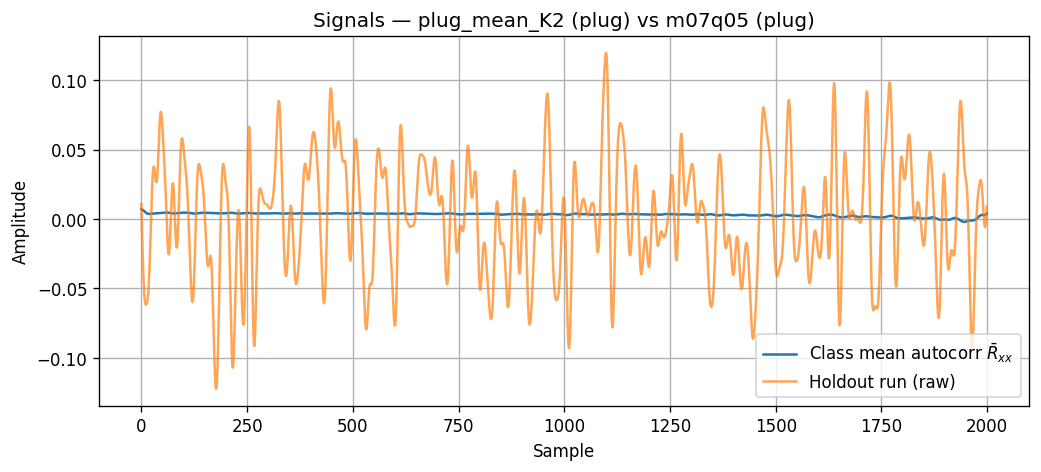 Signals — plug_mean_K2 (plug) vs m07q05 (plug)
0.10
0.05
0.00
−0.05
−0.10
Amplitude
0
250
500
750
1000
1250
1500
1750
2000
Sample
Class mean autocorr R̄xx
Holdout run (raw)